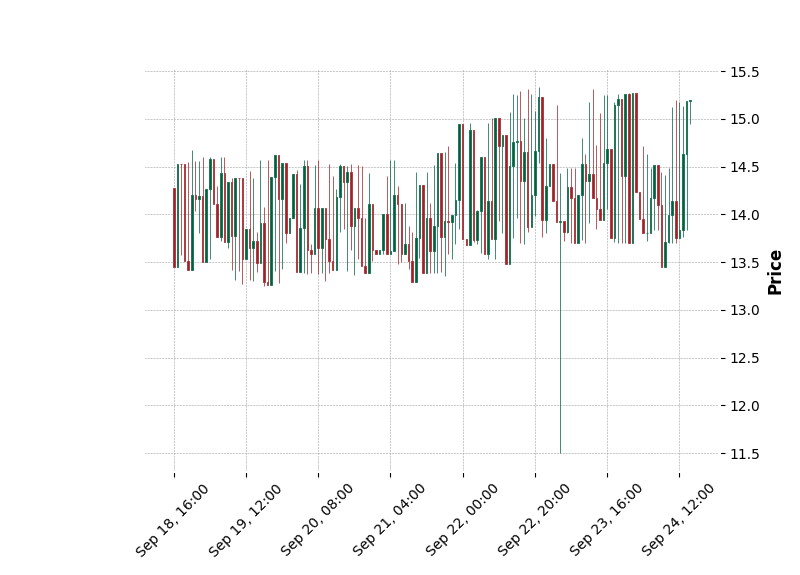 15.5
15.0
14.5
14.0
13.5
13.0
12.5
12.0
11.5
Price
Sep 18, 16:00
Sep 19, 12:00
Sep 20, 08:00
Sep 21, 04:00
Sep 22, 00:00
Sep 22, 20:00
Sep 23, 16:00
Sep 24, 12:00